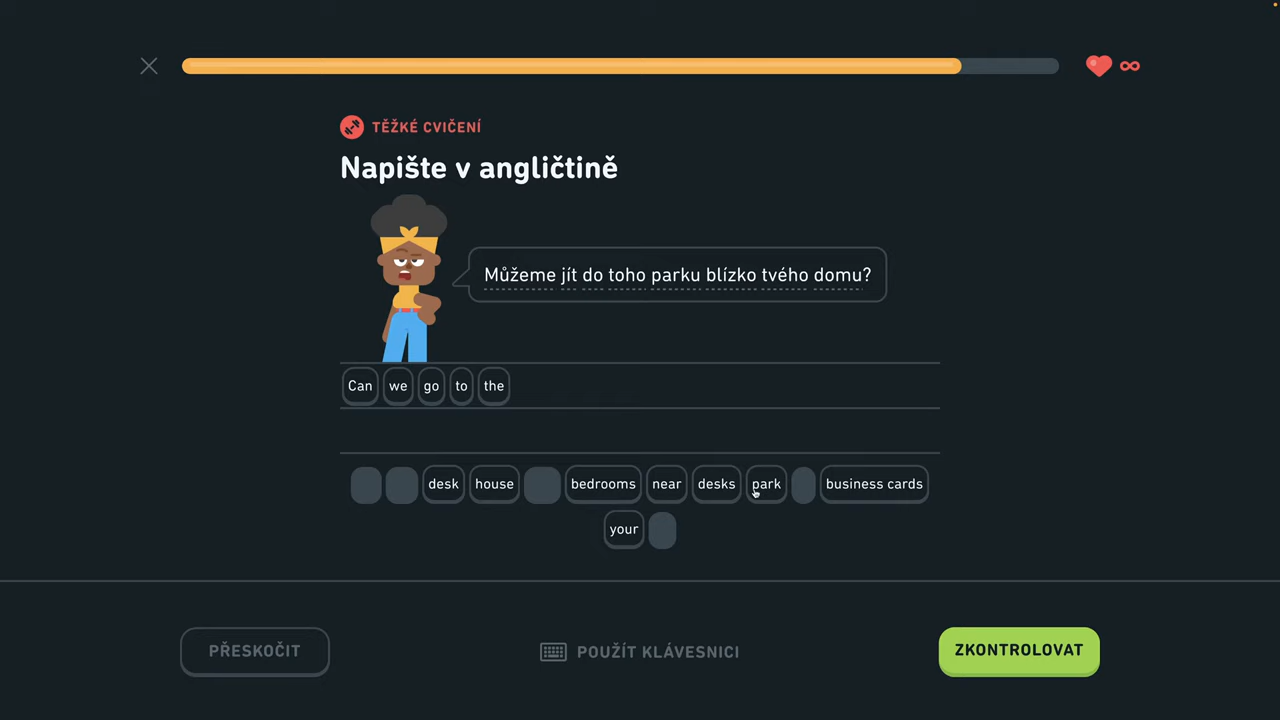 ∞
TĚŽKÉ CVIČENÍ
Napište v angličtině
Můžeme jít do toho parku blízko tvého domu?
Can we go to the
desk house bedrooms near desks park business cards
your
PŘESKOČIT POUŽÍT KLÁVESNICI ZKONTROLOVAT